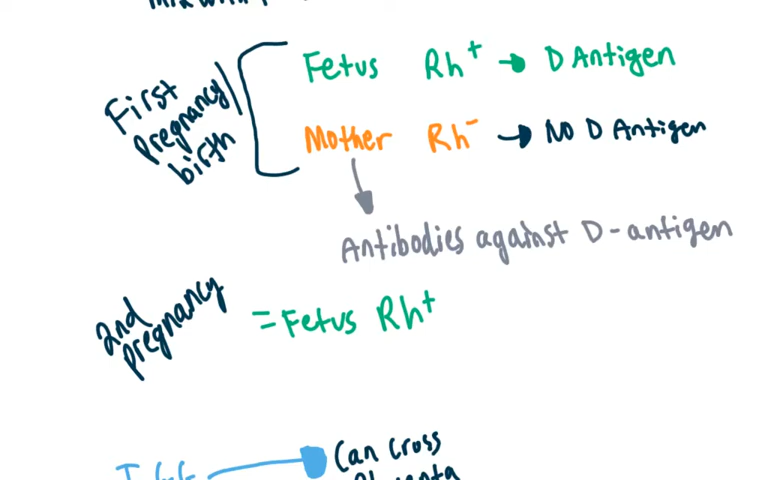 First pregnancy/ birth
Fetus Rh+ → D Antigen
Mother Rh- → No D Antigen
Antibodies against D-antigen
2nd pregnancy = Fetus Rh+
Can cross